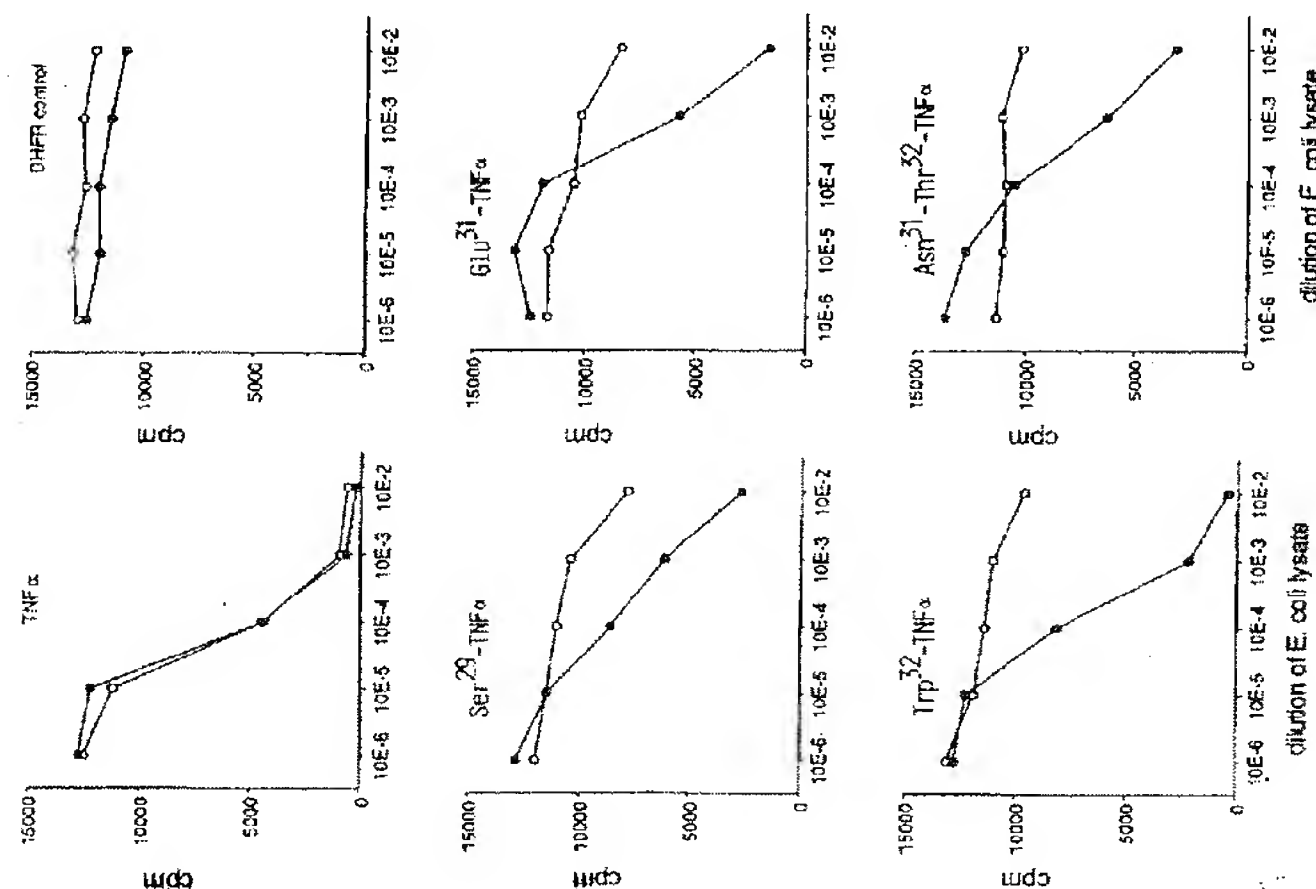 TNFα
cpm
15000
10000
5000
0
10E-6 10E-5 10E-4 10E-3 10E-2
DHFR control
cpm
15000
10000
5000
0
10E-6 10E-5 10E-4 10E-3 10E-2
Ser29-TNFα
cpm
15000
10000
5000
0
10E-6 10E-5 10E-4 10E-3 10E-2
Glu31-TNFα
cpm
15000
10000
5000
0
10E-6 10E-5 10E-4 10E-3 10E-2
Trp32-TNFα
cpm
15000
10000
5000
0
10E-6 10E-5 10E-4 10E-3 10E-2
dilution of E. coli lysate
Asn31-Thr32-TNFα
cpm
15000
10000
5000
0
10E-6 10E-5 10E-4 10E-3 10E-2
dilution of E. coli lysate